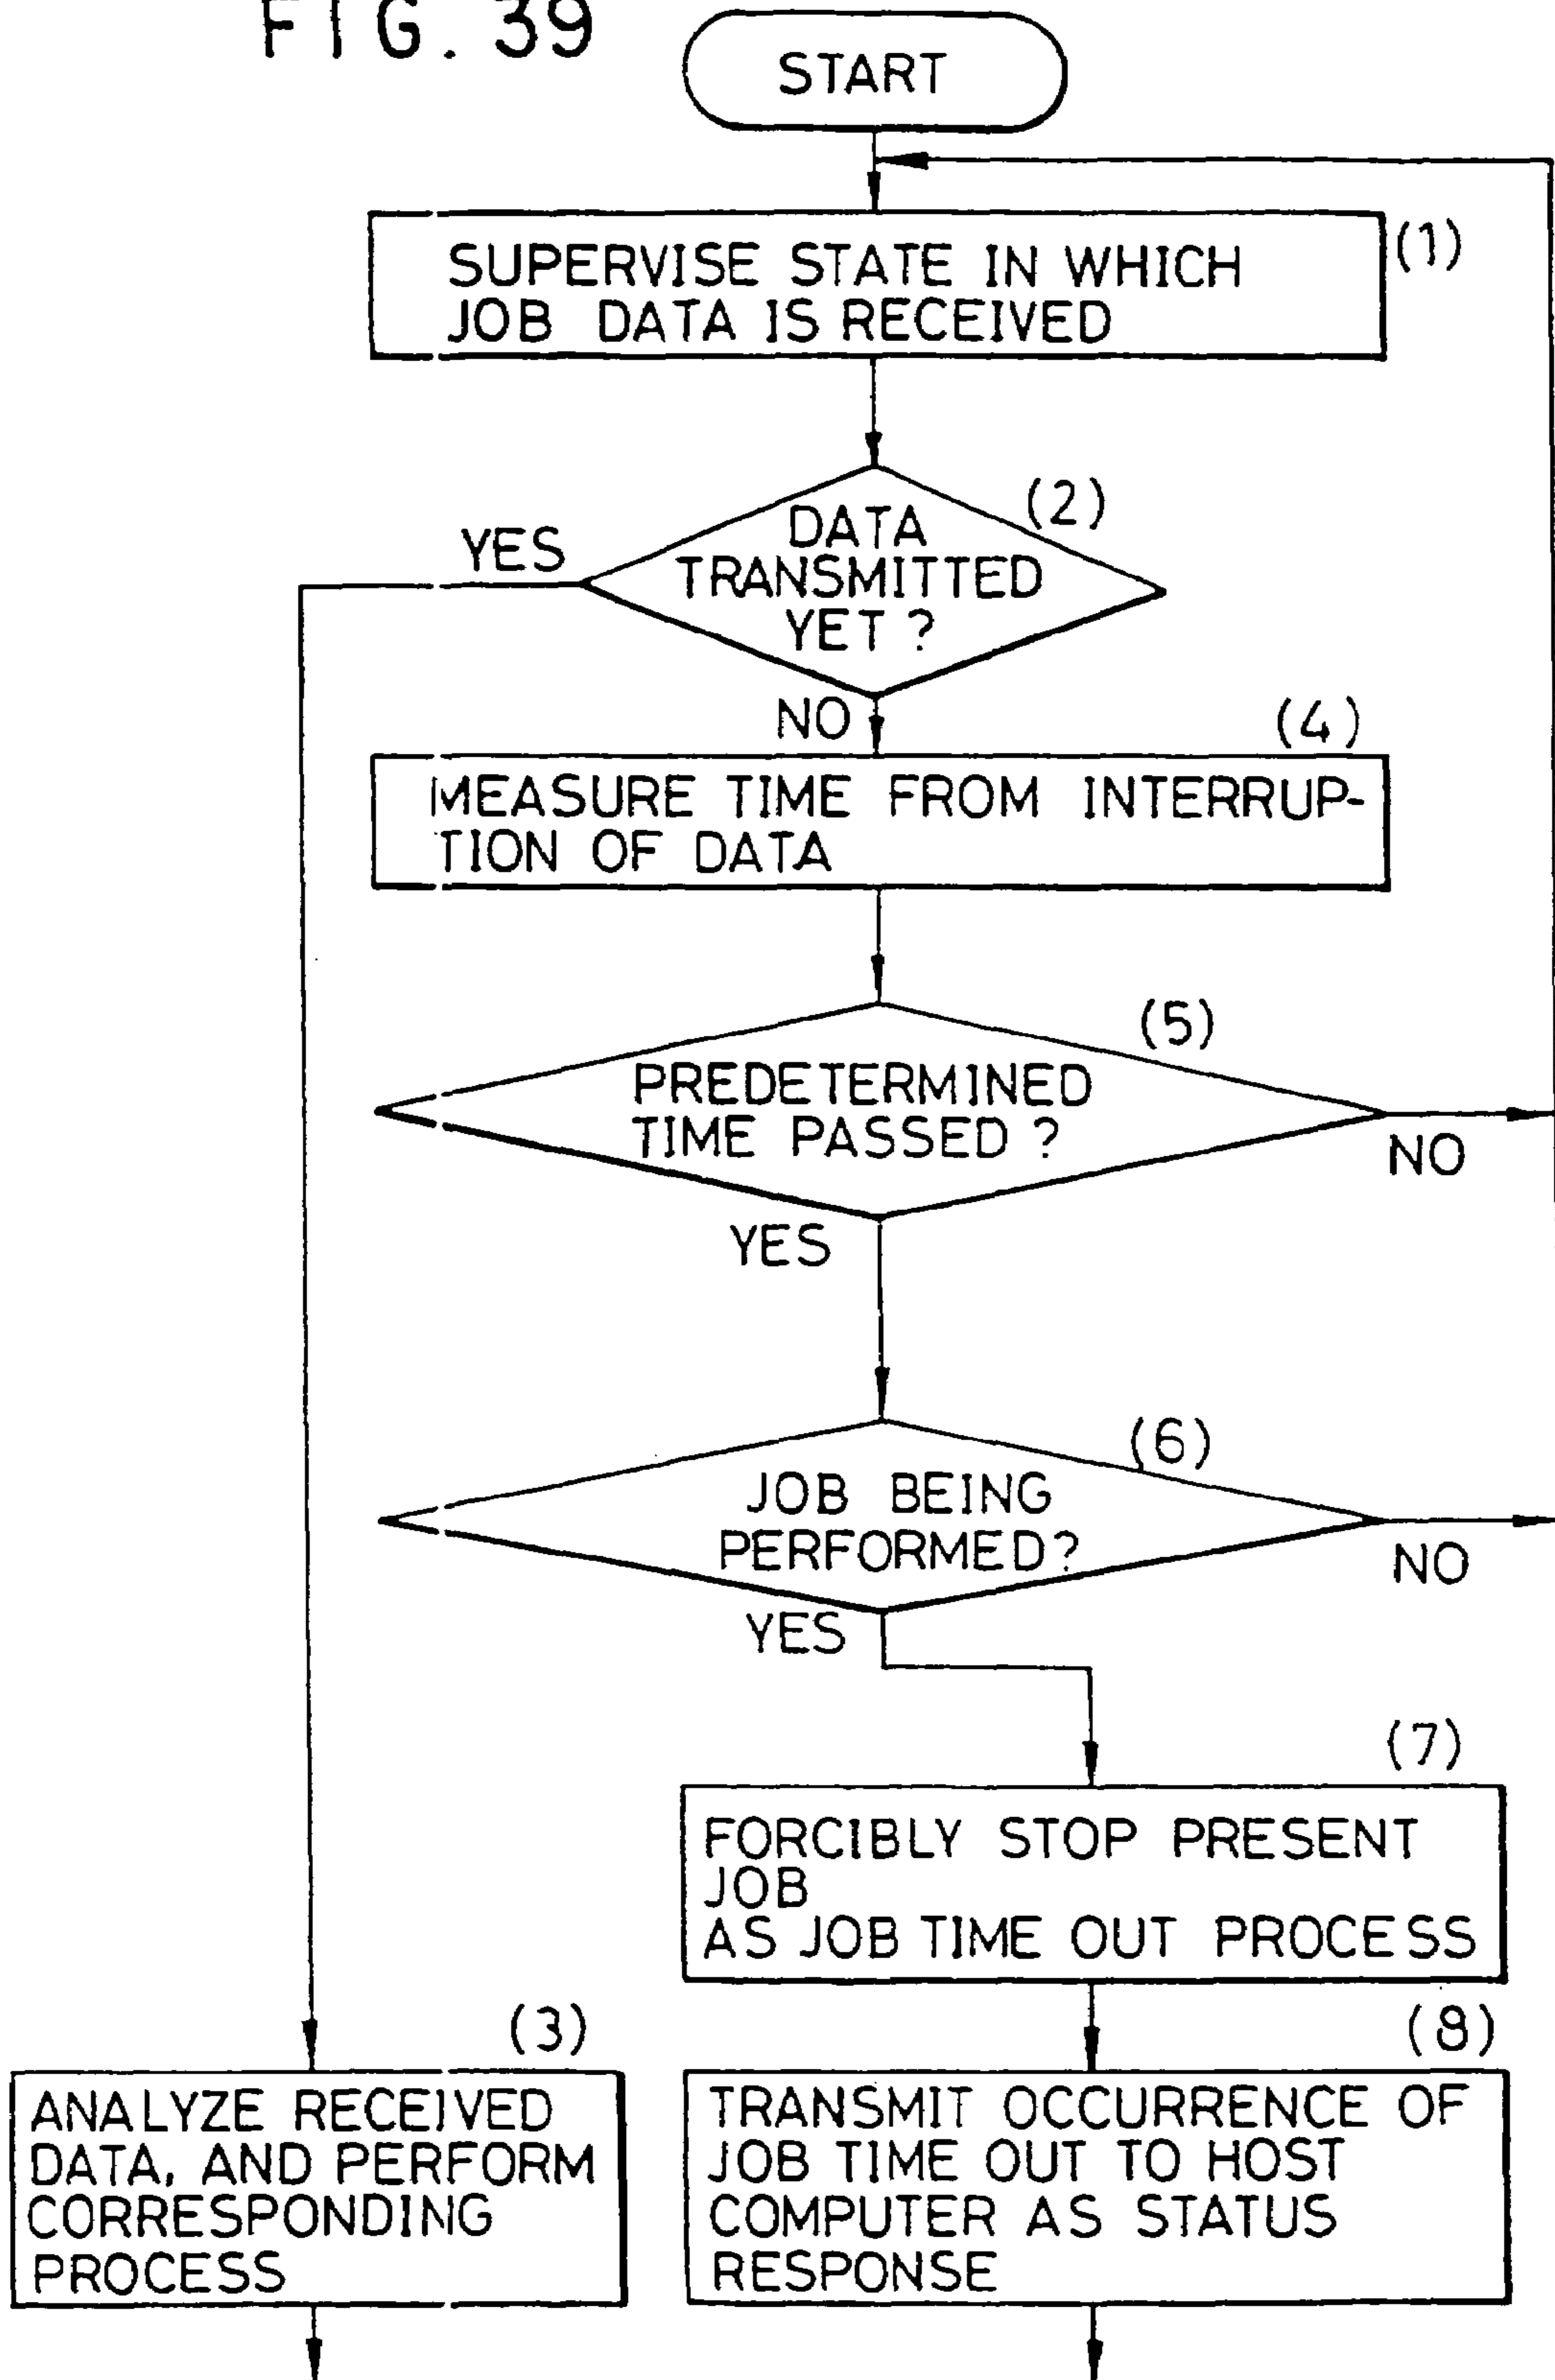 FIG. 39
START
(1)
SUPERVISE STATE IN WHICH
JOB DATA IS RECEIVED
(2)
DATA
TRANSMITTED
YET ?
YES
NO
(4)
MEASURE TIME FROM INTERRUP-
TION OF DATA
(5)
PREDETERMINED
TIME PASSED ?
NO
YES
(6)
JOB BEING
PERFORMED?
NO
YES
(7)
FORCIBLY STOP PRESENT
JOB
AS JOB TIME OUT PROCESS
(3)
ANALYZE RECEIVED
DATA, AND PERFORM
CORRESPONDING
PROCESS
(8)
TRANSMIT OCCURRENCE OF
JOB TIME OUT TO HOST
COMPUTER AS STATUS
RESPONSE